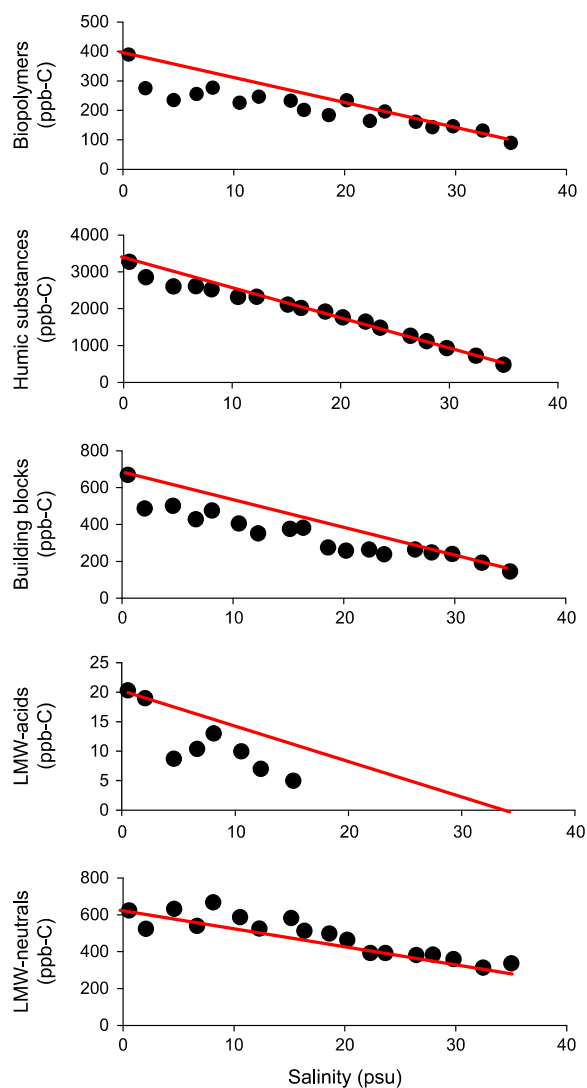 Biopolymers
(ppb-C)
500
400
300
200
100
0
0 10 20 30 40
Humic substances
(ppb-C)
4000
3000
2000
1000
0
0 10 20 30 40
Building blocks
(ppb-C)
800
600
400
200
0
0 10 20 30 40
LMW-acids
(ppb-C)
25
20
15
10
5
0
0 10 20 30 40
LMW-neutrals
(ppb-C)
800
600
400
200
0
0 10 20 30 40
Salinity (psu)